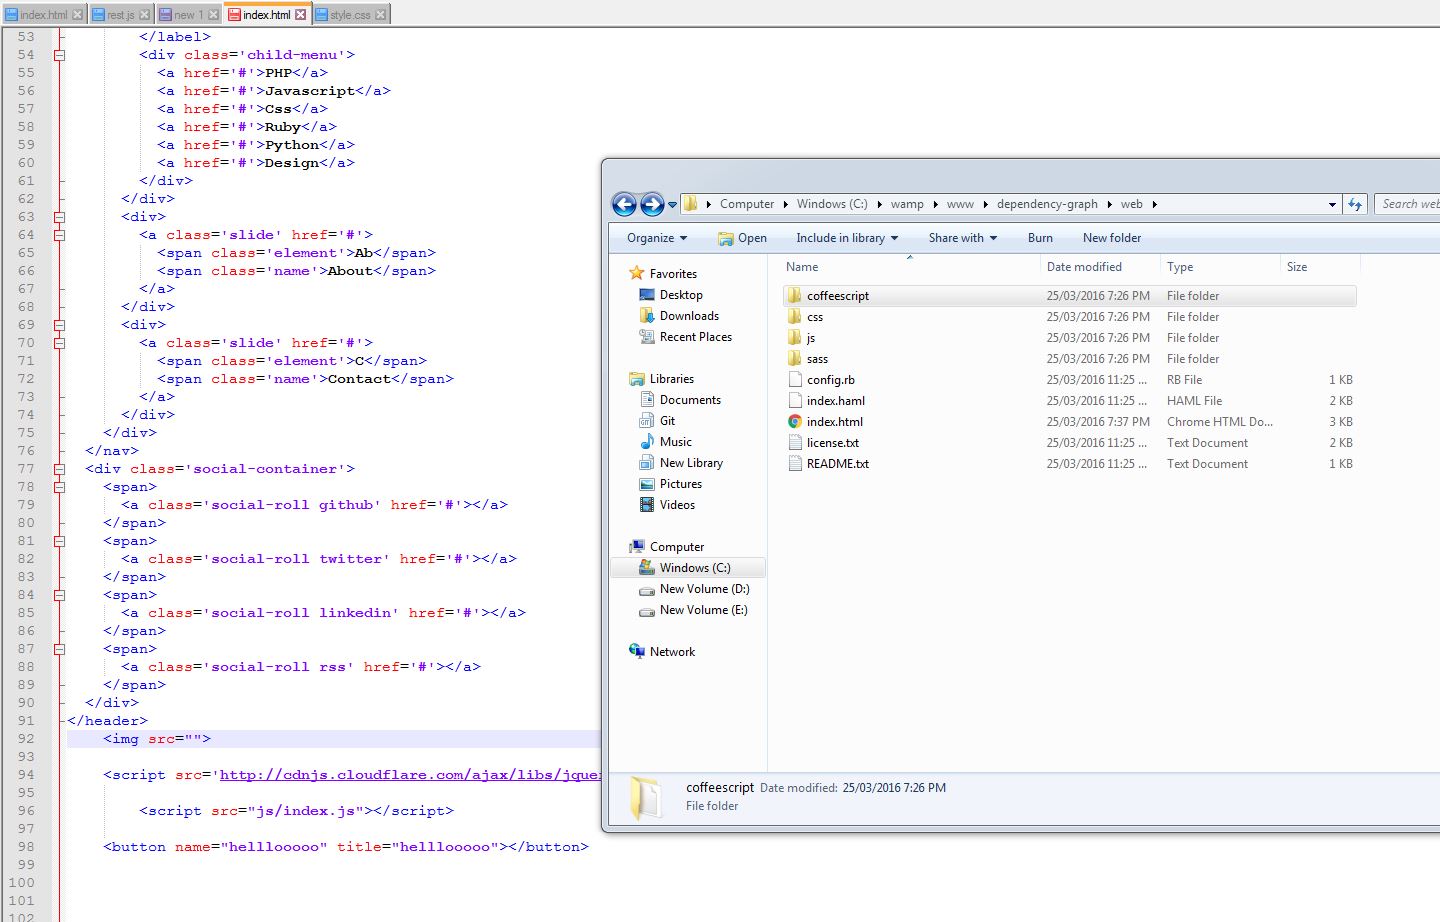 index.html rest.js new 1 index.html style.css
53 </label>
54 <div class='child-menu'>
55 <a href='#'>PHP</a>
56 <a href='#'>Javascript</a>
57 <a href='#'>Css</a>
58 <a href='#'>Ruby</a>
59 <a href='#'>Python</a>
60 <a href='#'>Design</a>
61 </div>
62 </div>
63 <div>
64 <a class='slide' href='#'>
65 <span class='element'>Ab</span>
66 <span class='name'>About</span>
67 </a>
68 </div>
69 <div>
70 <a class='slide' href='#'>
71 <span class='element'>C</span>
72 <span class='name'>Contact</span>
73 </a>
74 </div>
75 </div>
76 </nav>
77 <div class='social-container'>
78 <span>
79 <a class='social-roll github' href='#'></a>
80 </span>
81 <span>
82 <a class='social-roll twitter' href='#'></a>
83 </span>
84 <span>
85 <a class='social-roll linkedin' href='#'></a>
86 </span>
87 <span>
88 <a class='social-roll rss' href='#'></a>
89 </span>
90 </div>
91 </header>
92 <img src="">
93
94 <script src='http://cdnjs.cloudflare.com/ajax/libs/jque
95
96 <script src="js/index.js"></script>
97
98 <button name="helllooooo" title="helllooooo"></button>
99
100
101
102
Computer Windows (C:) wamp www dependency-graph web Search web
Organize Open Include in library Share with Burn New folder
Favorites
Desktop
Downloads
Recent Places
Libraries
Documents
Git
Music
New Library
Pictures
Videos
Computer
Windows (C:)
New Volume (D:)
New Volume (E:)
Network
Name Date modified Type Size
coffeescript 25/03/2016 7:26 PM File folder
css 25/03/2016 7:26 PM File folder
js 25/03/2016 7:26 PM File folder
sass 25/03/2016 7:26 PM File folder
config.rb 25/03/2016 11:25 ... RB File 1 KB
index.haml 25/03/2016 11:25 ... HAML File 2 KB
index.html 25/03/2016 7:37 PM Chrome HTML Do... 3 KB
license.txt 25/03/2016 11:25 ... Text Document 2 KB
README.txt 25/03/2016 11:25 ... Text Document 1 KB
coffeescript Date modified: 25/03/2016 7:26 PM
File folder